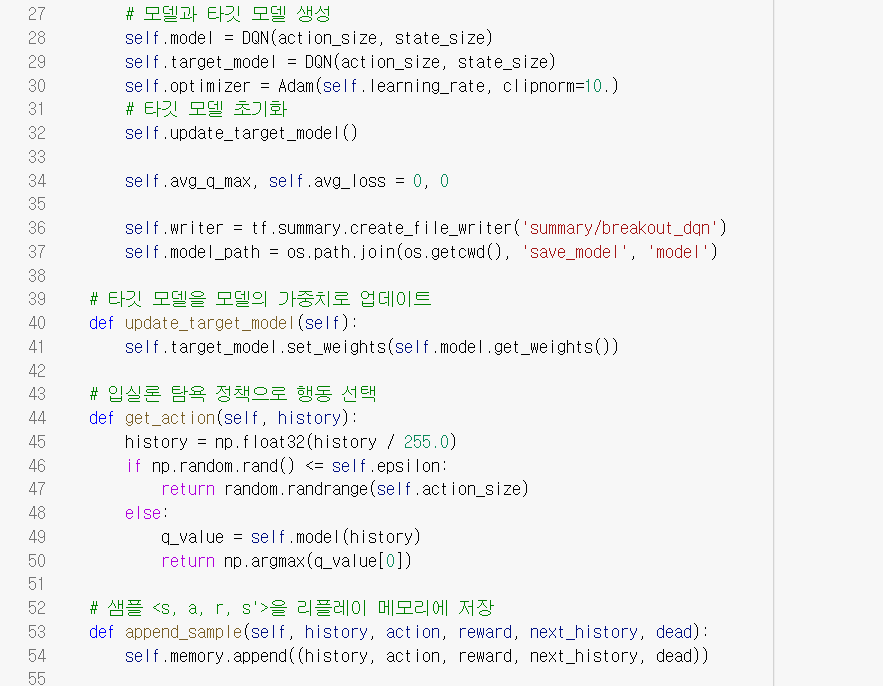 27 # 모델과 타깃 모델 생성
28 self.model = DQN(action_size, state_size)
29 self.target_model = DQN(action_size, state_size)
30 self.optimizer = Adam(self.learning_rate, clipnorm=10.)
31 # 타깃 모델 초기화
32 self.update_target_model()
33
34 self.avg_q_max, self.avg_loss = 0, 0
35
36 self.writer = tf.summary.create_file_writer('summary/breakout_dqn')
37 self.model_path = os.path.join(os.getcwd(), 'save_model', 'model')
38
39 # 타깃 모델을 모델의 가중치로 업데이트
40 def update_target_model(self):
41 self.target_model.set_weights(self.model.get_weights())
42
43 # 입실론 탐욕 정책으로 행동 선택
44 def get_action(self, history):
45 history = np.float32(history / 255.0)
46 if np.random.rand() <= self.epsilon:
47 return random.randrange(self.action_size)
48 else:
49 q_value = self.model(history)
50 return np.argmax(q_value[0])
51
52 # 샘플 <s, a, r, s'>을 리플레이 메모리에 저장
53 def append_sample(self, history, action, reward, next_history, dead):
54 self.memory.append((history, action, reward, next_history, dead))
55